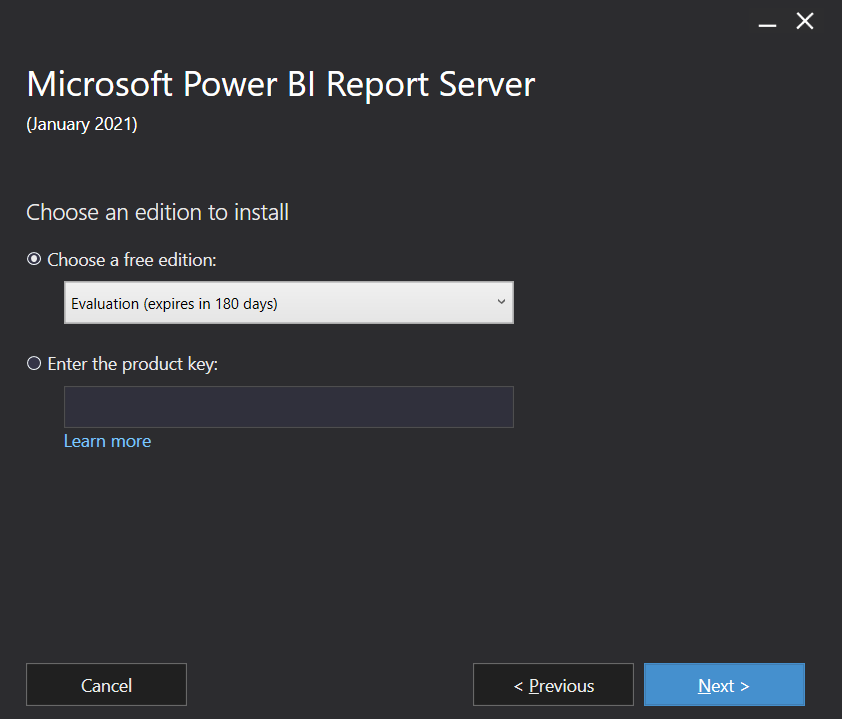 Microsoft Power BI Report Server
(January 2021)
Choose an edition to install
Choose a free edition:
Evaluation (expires in 180 days)
Enter the product key:
Learn more
Cancel
< Previous
Next >